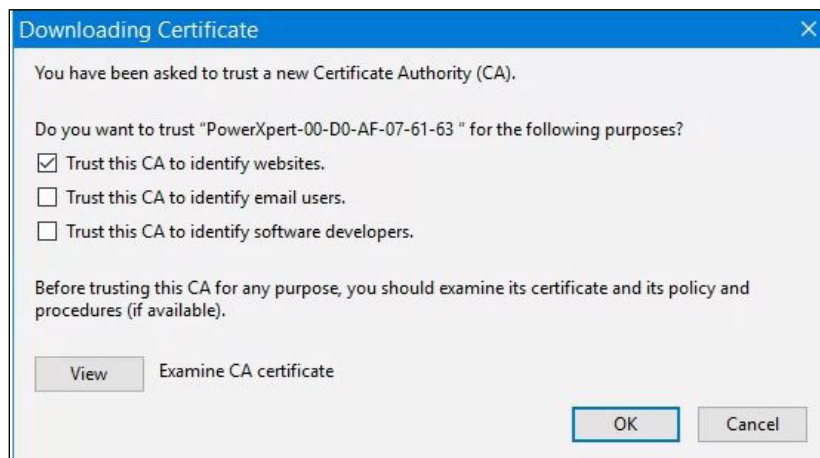 Downloading Certificate
You have been asked to trust a new Certificate Authority (CA).
Do you want to trust “PowerXpert-00-D0-AF-07-61-63 “ for the following purposes?
Trust this CA to identify websites.
Trust this CA to identify email users.
Trust this CA to identify software developers.
Before trusting this CA for any purpose, you should examine its certificate and its policy and
procedures (if available).
View Examine CA certificate
OK Cancel